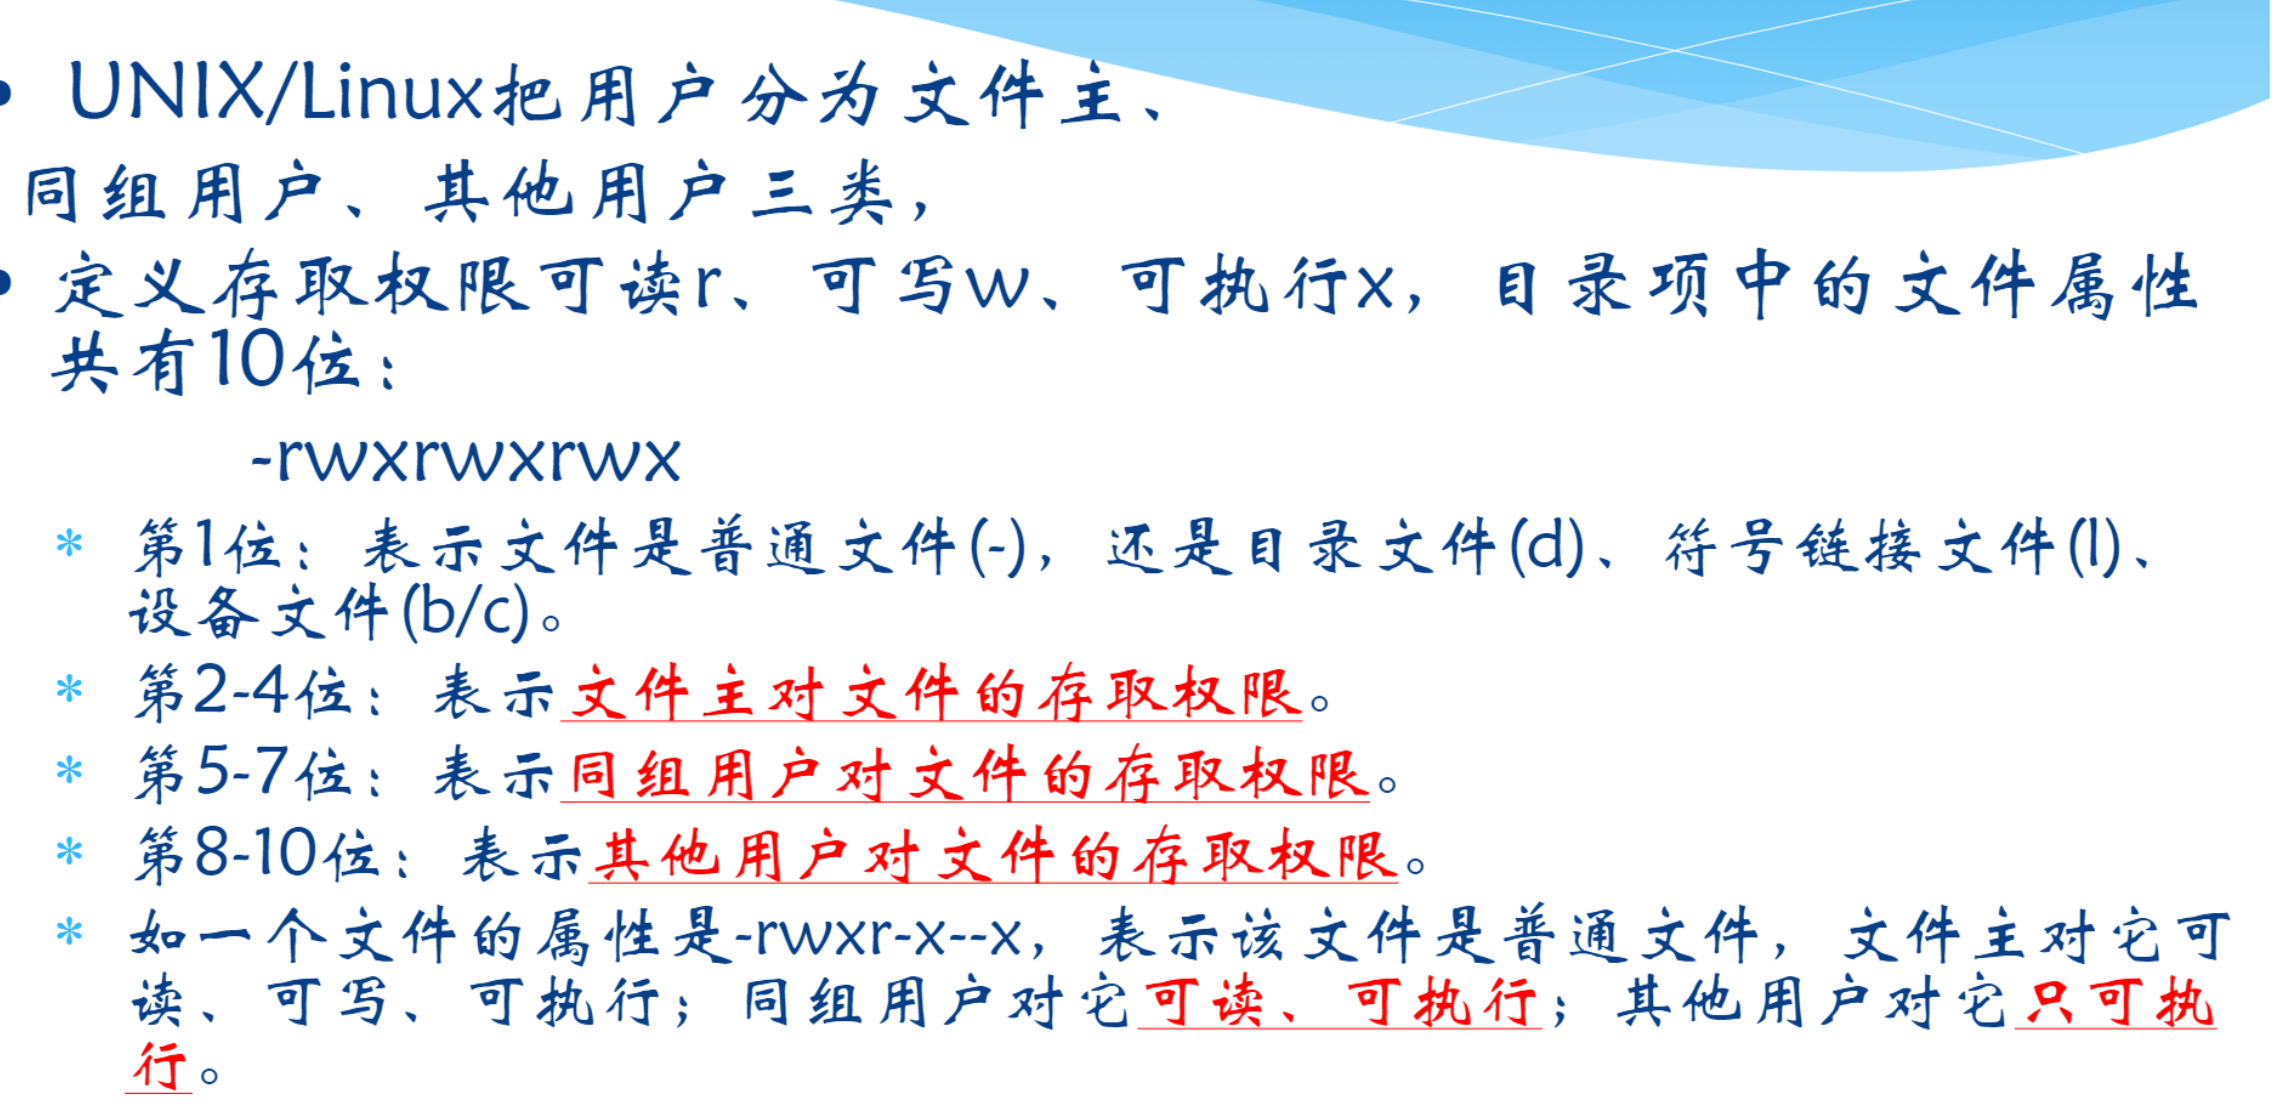 • UNIX/Linux把用户分为文件主、
同组用户、其他用户三类，
• 定义存取权限可读r、可写w、可执行x，目录项中的文件属性
共有10位：
-rwxrwxrwx
* 第1位：表示文件是普通文件(-)，还是目录文件(d)、符号链接文件(l)、
设备文件(b/c)。
* 第2-4位：表示文件主对文件的存取权限。
* 第5-7位：表示同组用户对文件的存取权限。
* 第8-10位：表示其他用户对文件的存取权限。
* 如一个文件的属性是-rwxr-x--x，表示该文件是普通文件，文件主对它可
读、可写、可执行；同组用户对它可读、可执行；其他用户对它只可执
行。